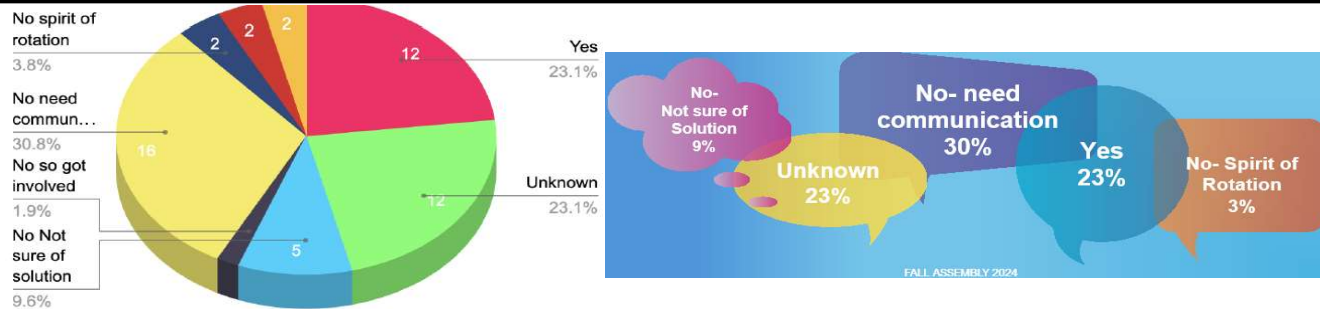 No spirit of
rotation
3.8%
No need
commun...
30.8%
No so got
involved
1.9%
No Not
sure of
solution
9.6%
2
2
2
12
16
12
5
Yes
23.1%
Unknown
23.1%
No-
Not sure of
Solution
9%
Unknown
23%
No- need
communication
30%
Yes
23%
No- Spirit of
Rotation
3%
FALL ASSEMBLY 2024